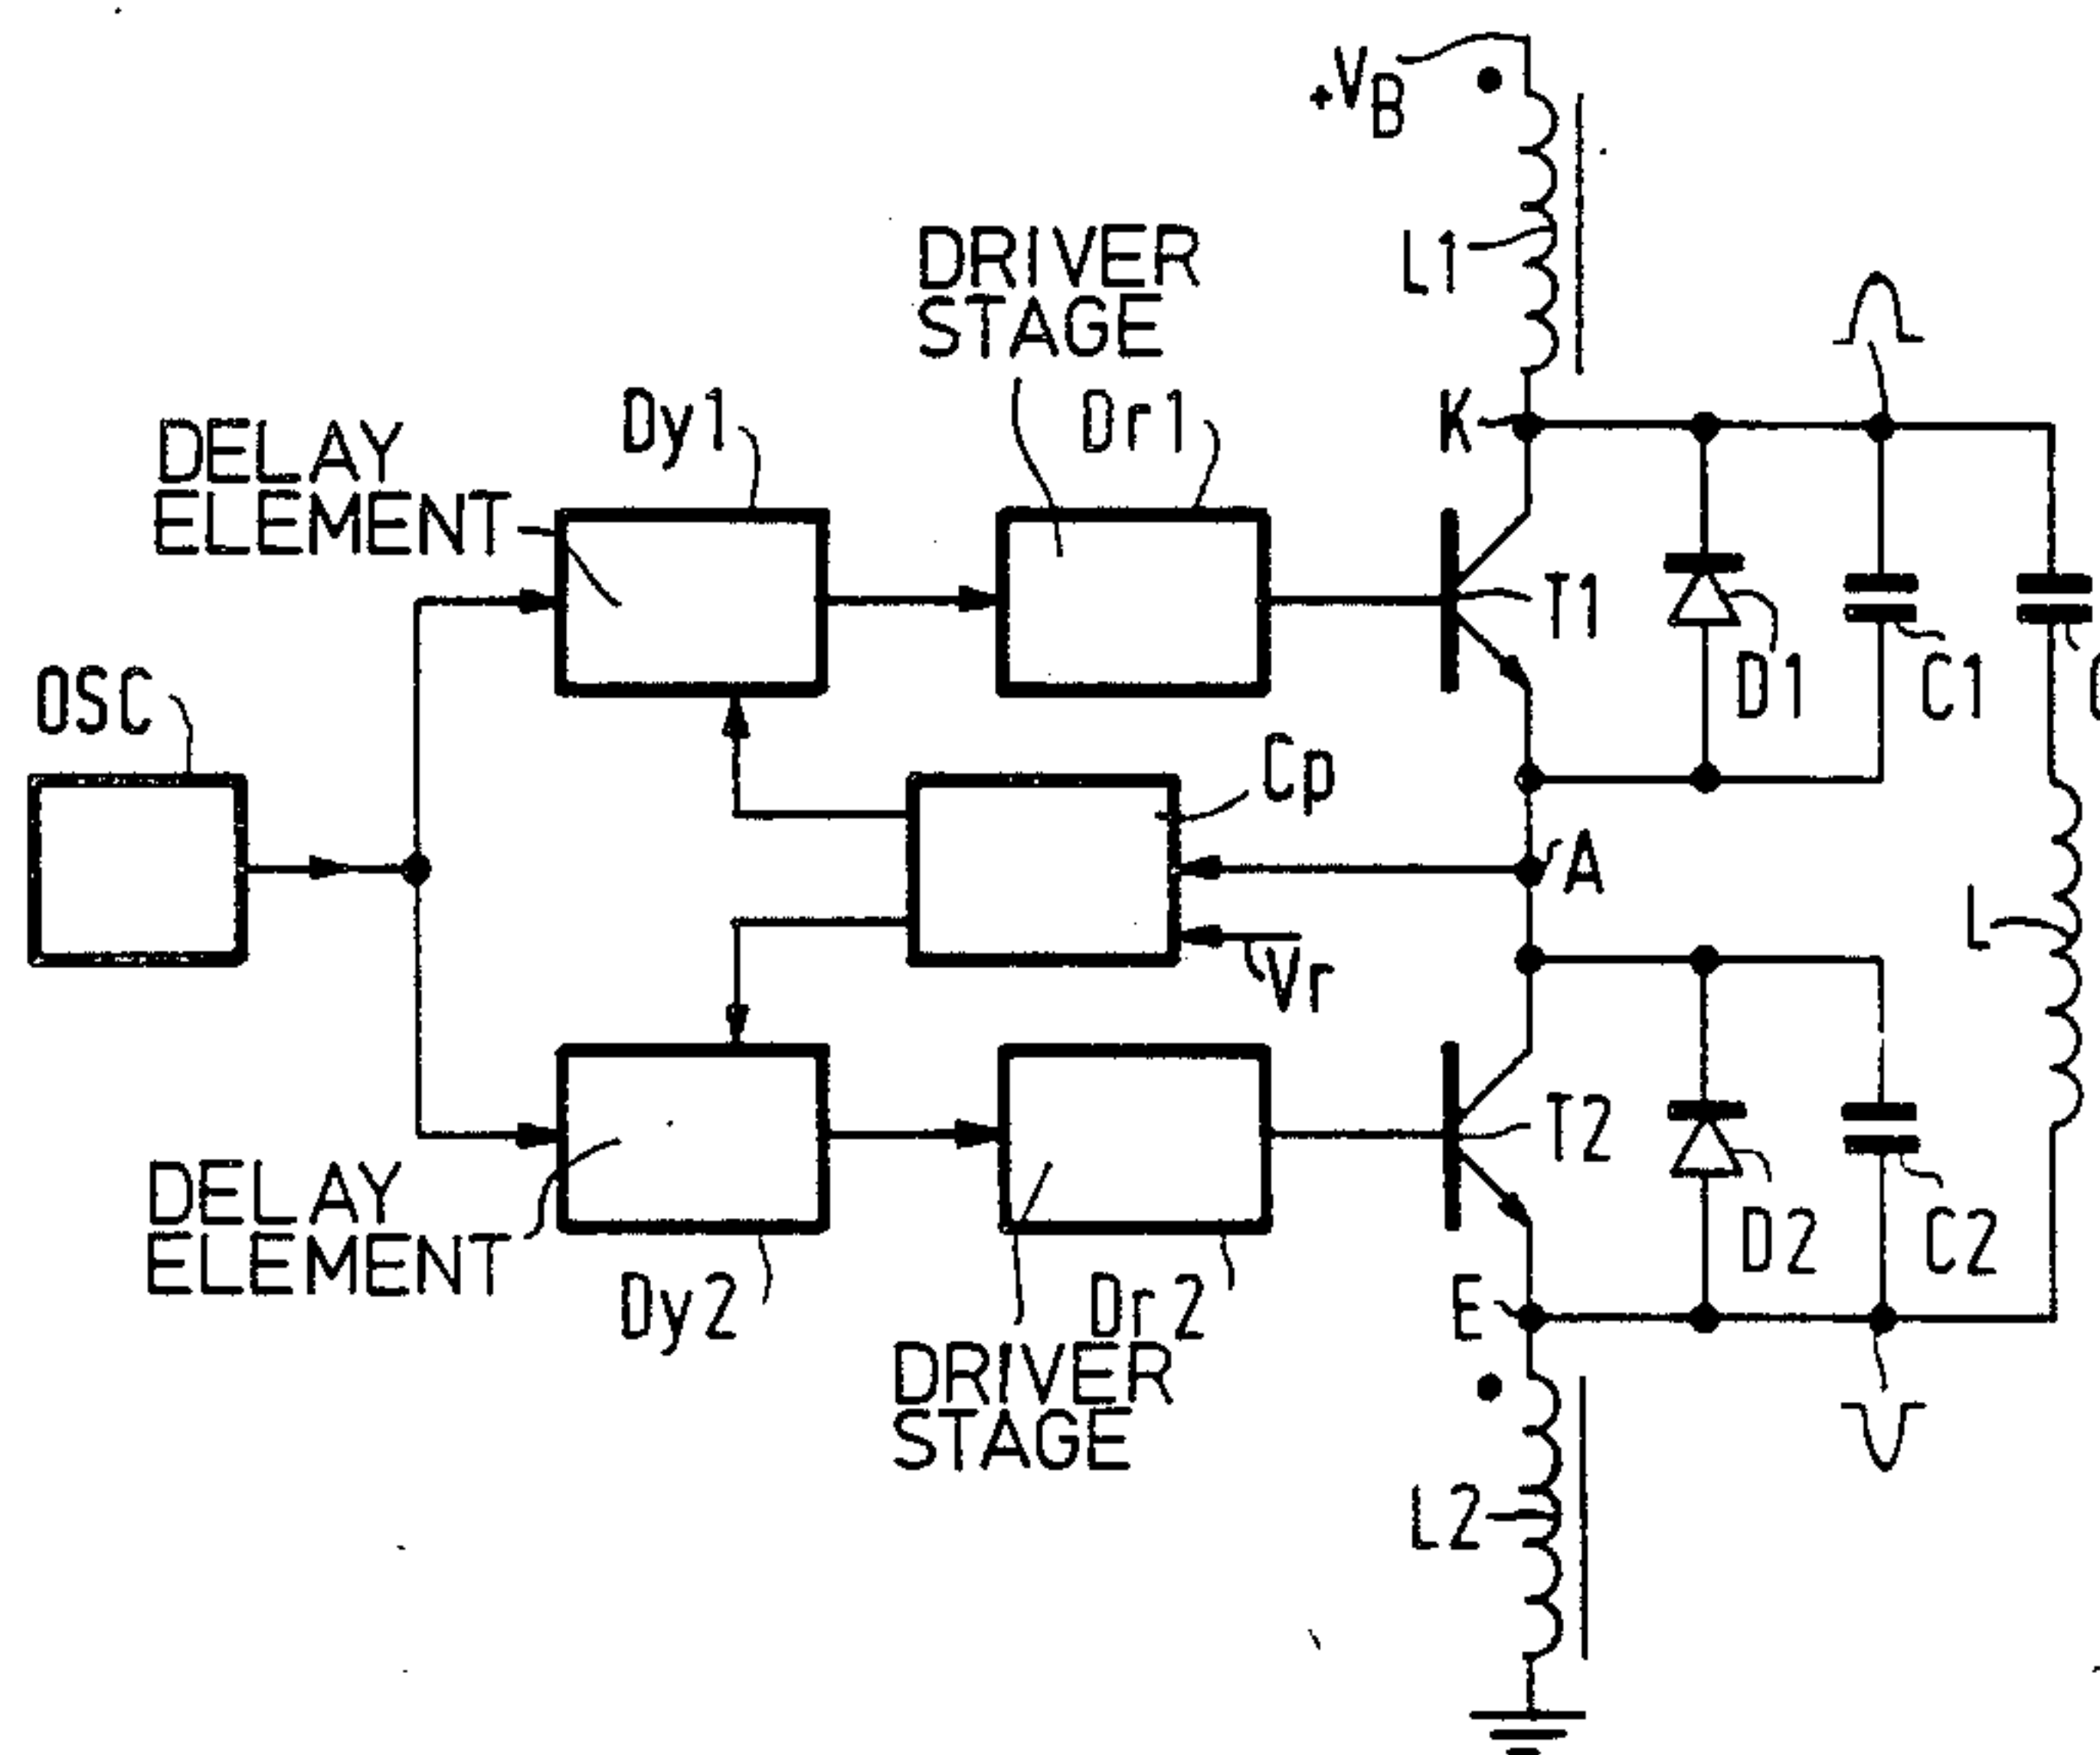 +VB
L1
DRIVER
STAGE
Dy1
Dr1
K
DELAY
ELEMENT
T1
D1
C1
OSC
Cp
A
L
Vr
T2
D2
C2
DELAY
ELEMENT
Dy2
Dr2
E
DRIVER
STAGE
L2